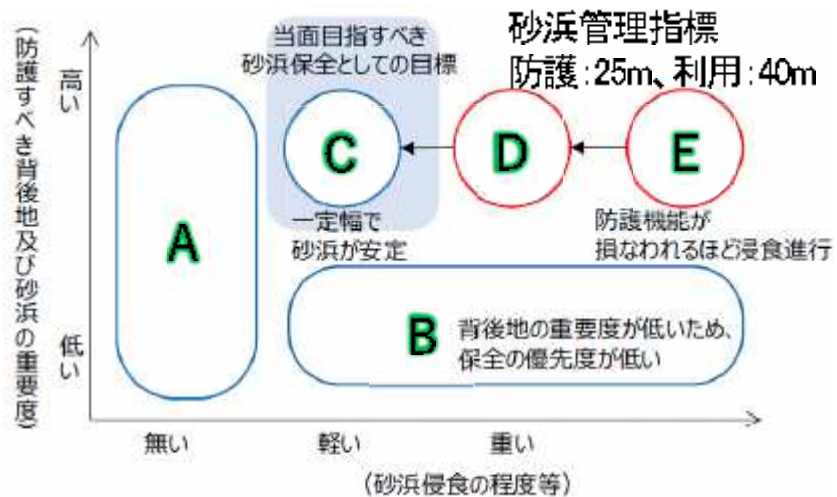 砂浜管理指標
防護:25m、利用:40m
当面目指すべき
砂浜保全としての目標
(防護すべき背後地及び砂浜の重要度)
高い
低い
A
C
D
E
一定幅で
砂浜が安定
防護機能が
損なわれるほど浸食進行
B
背後地の重要度が低いため、
保全の優先度が低い
無い
軽い
重い
(砂浜侵食の程度等)